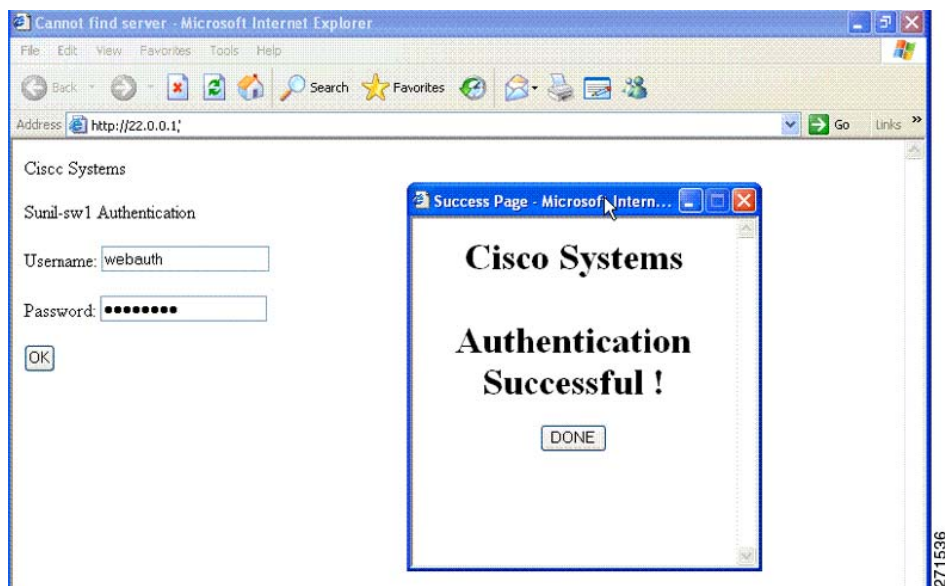 Cannot find server - Microsoft Internet Explorer
File Edit View Favorites Tools Help
Back Search Favorites
Address http://22.0.0.1; Go Links »
Ciscc Systems
Sunil-sw1 Authentication
Username: webauth
Password: ●●●●●●●●
OK
Success Page - Microsoft Intern...
Cisco Systems
Authentication
Successful !
DONE
271536